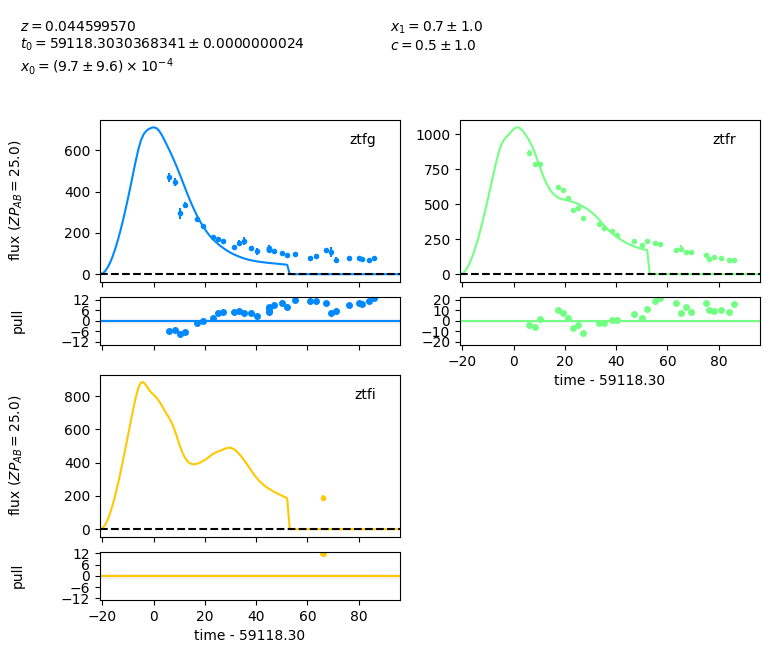 z = 0.044599570
t₀ = 59118.3030368341 ± 0.0000000024
x₀ = (9.7 ± 9.6) × 10⁻⁴
x₁ = 0.7 ± 1.0
c = 0.5 ± 1.0
flux (ZP_AB = 25.0)
600
400
200
0
ztfg
1000
750
500
250
0
ztfr
pull
12
6
0
−6
−12
20
10
0
−10
−20
−20 0 20 40 60 80
time - 59118.30
flux (ZP_AB = 25.0)
800
600
400
200
0
ztfi
pull
12
6
0
−6
−12
−20 0 20 40 60 80
time - 59118.30